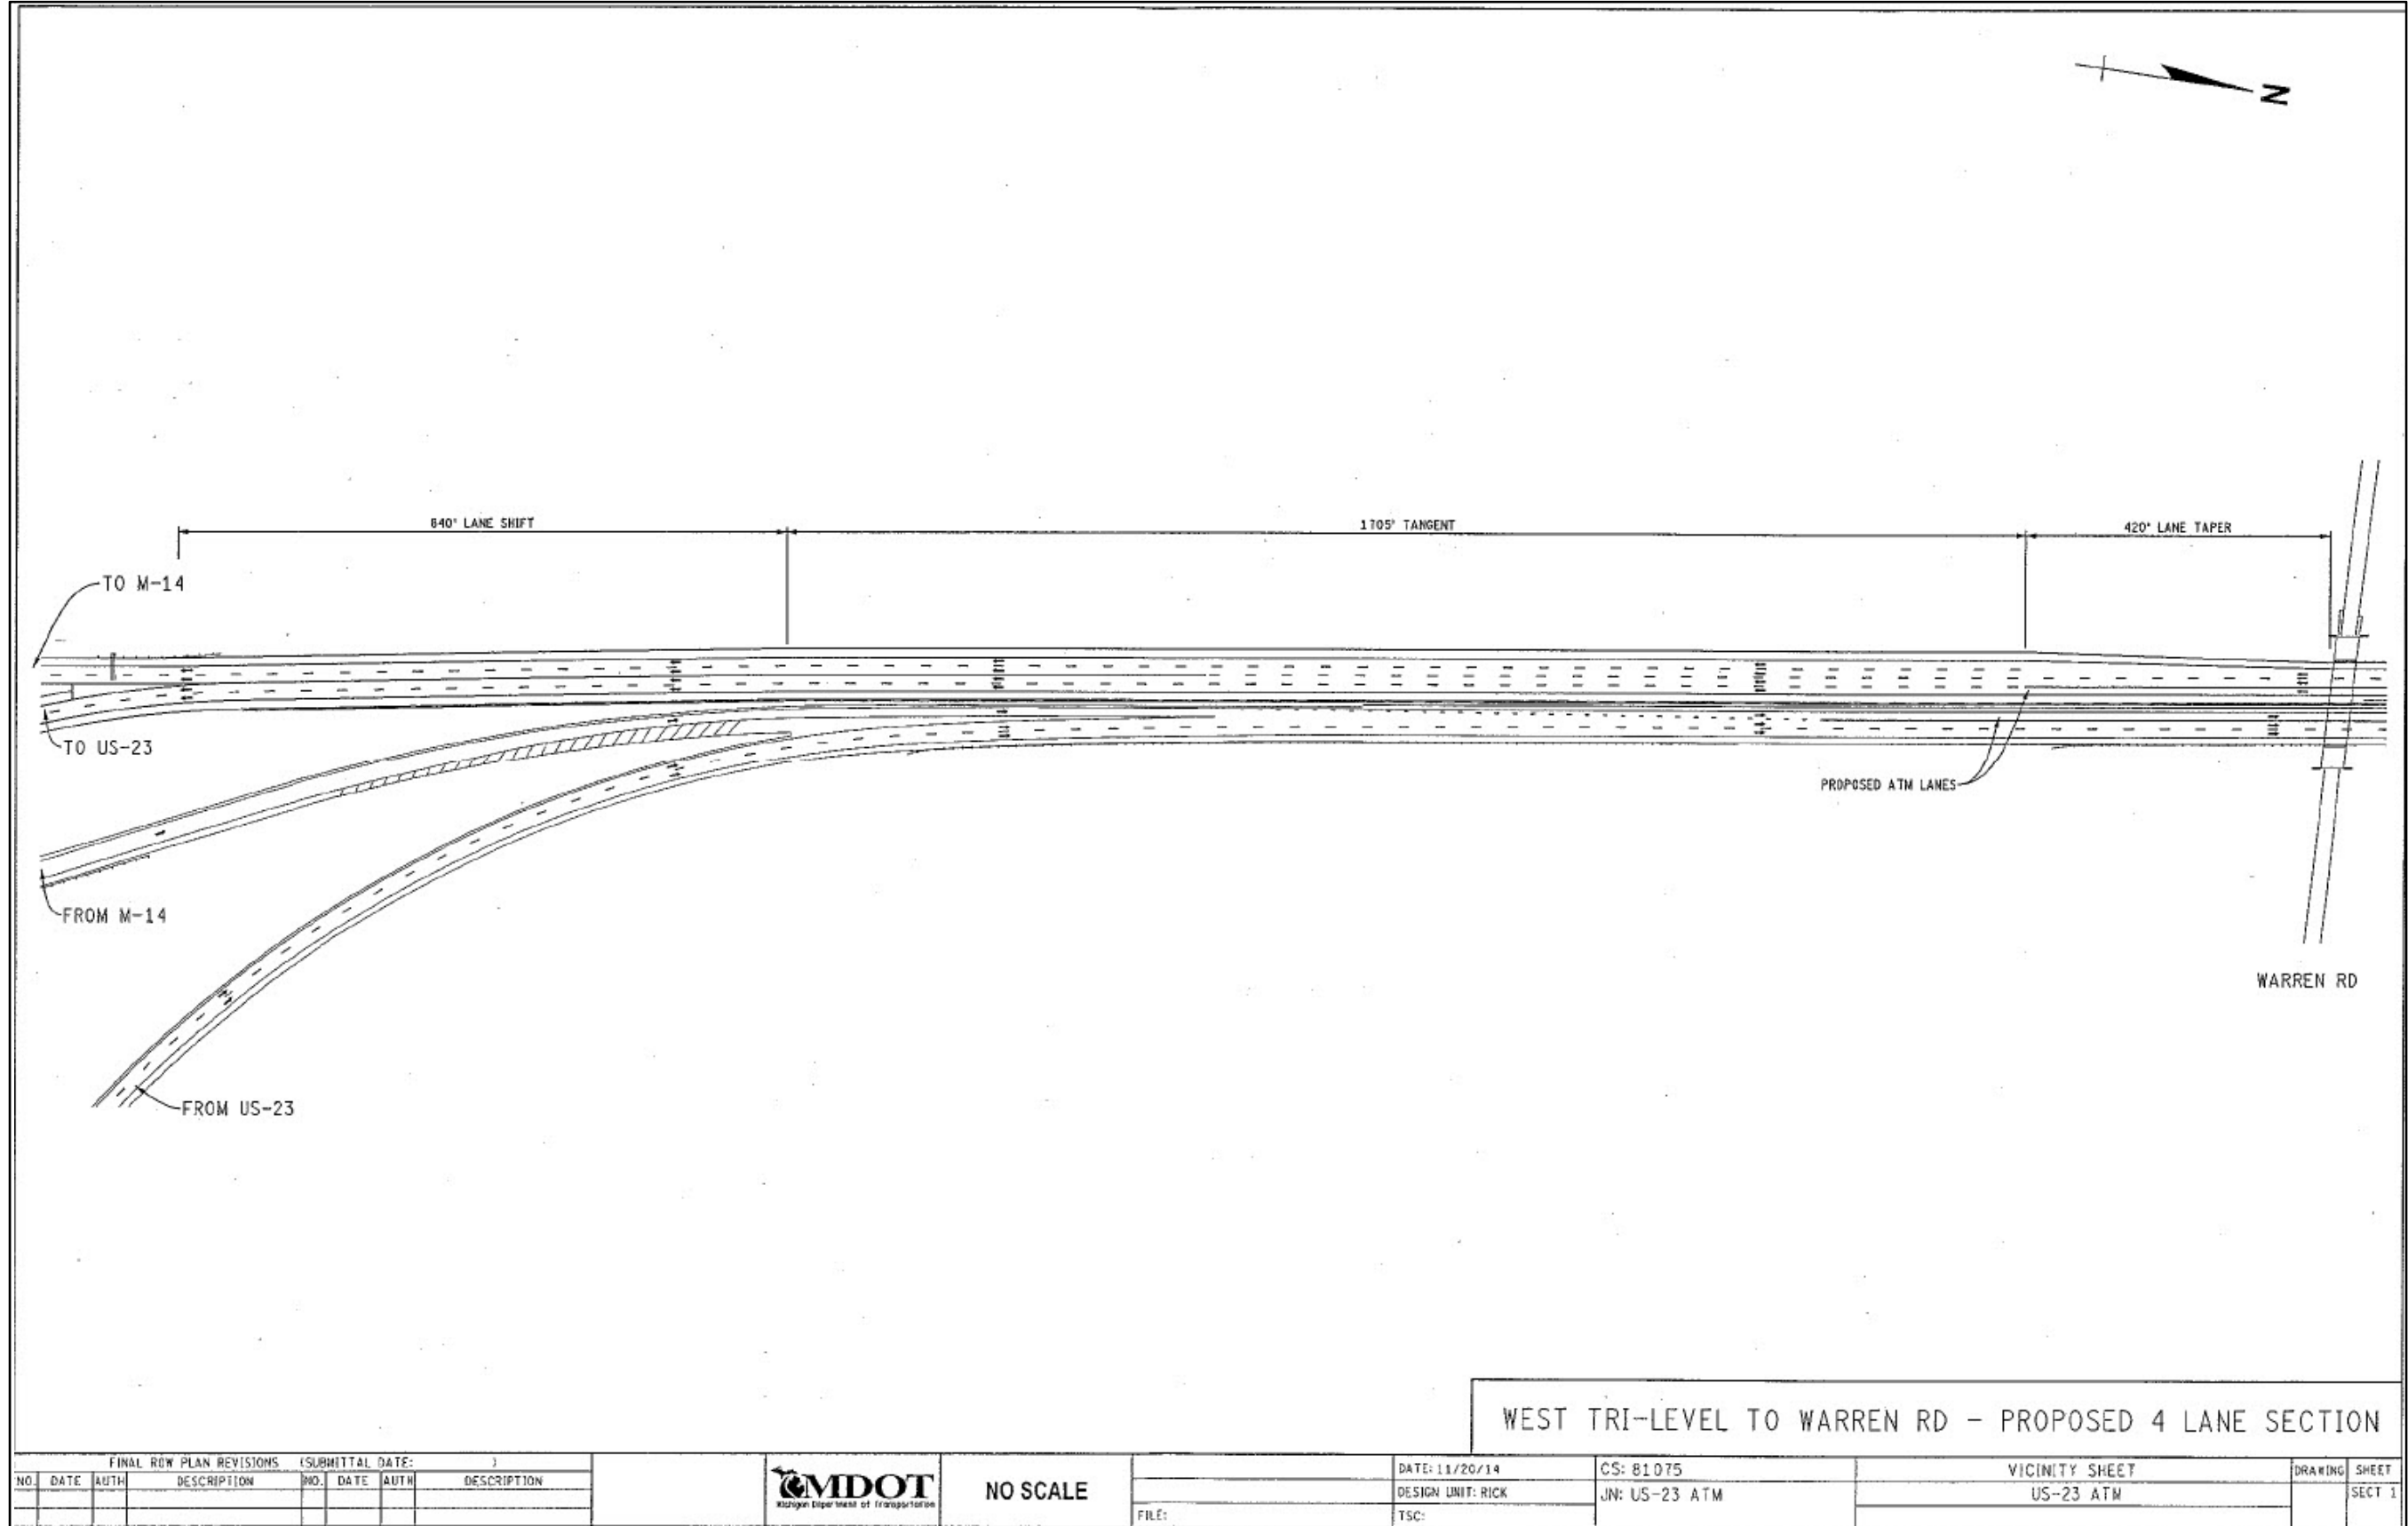 N
840' LANE SHIFT
1705' TANGENT
420' LANE TAPER
TO M-14
TO US-23
PROPOSED ATM LANES
FROM M-14
WARREN RD
FROM US-23
WEST TRI-LEVEL TO WARREN RD - PROPOSED 4 LANE SECTION
FINAL ROW PLAN REVISIONS (SUBMITTAL DATE: )
NO. DATE AUTH DESCRIPTION NO. DATE AUTH DESCRIPTION
MDOT
Michigan Department of Transportation
NO SCALE
FILE:
DATE: 11/20/14
DESIGN UNIT: RICK
TSC:
CS: 81075
JN: US-23 ATM
VICINITY SHEET
US-23 ATM
DRAWING SHEET
SECT 1